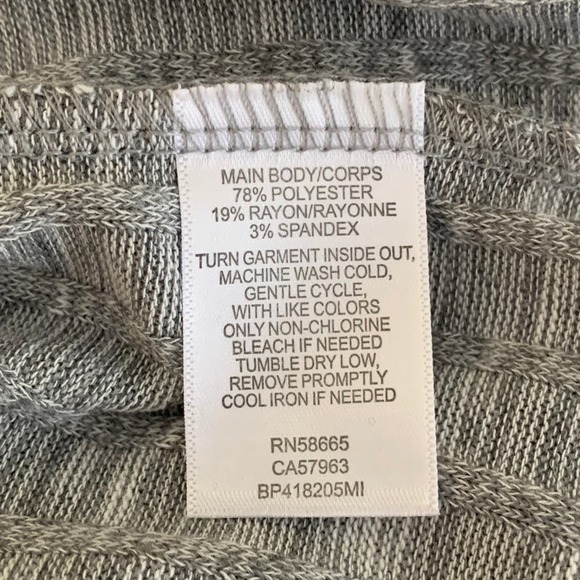 MAIN BODY/CORPS
78% POLYESTER
19% RAYON/RAYONNE
3% SPANDEX
TURN GARMENT INSIDE OUT,
MACHINE WASH COLD,
GENTLE CYCLE,
WITH LIKE COLORS
ONLY NON-CHLORINE
BLEACH IF NEEDED
TUMBLE DRY LOW,
REMOVE PROMPTLY
COOL IRON IF NEEDED
RN58665
CA57963
BP418205MI